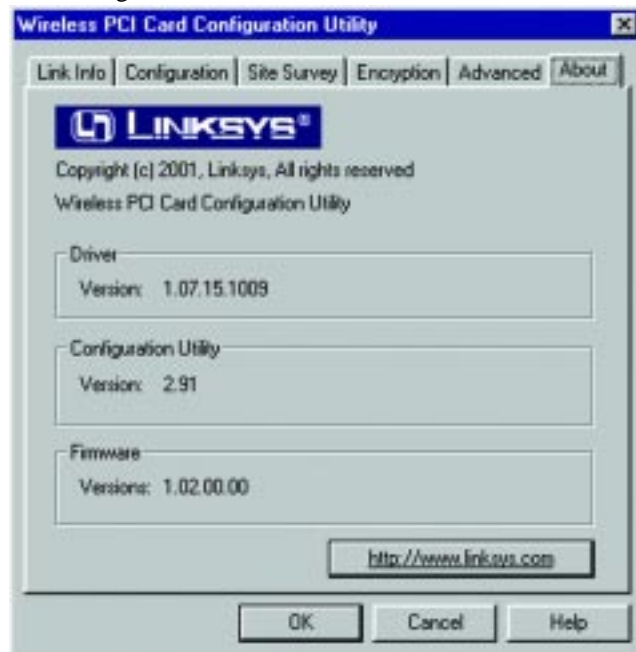 Wireless PCI Card Configuration Utility
Link Info Configuration Site Survey Encryption Advanced About
LINKSYS®
Copyright (c) 2001, Linksys, All rights reserved
Wireless PCI Card Configuration Utility
Driver
Version: 1.07.15.1009
Configuration Utility
Version: 2.91
Firmware
Versions: 1.02.00.00
http://www.linksys.com
OK Cancel Help